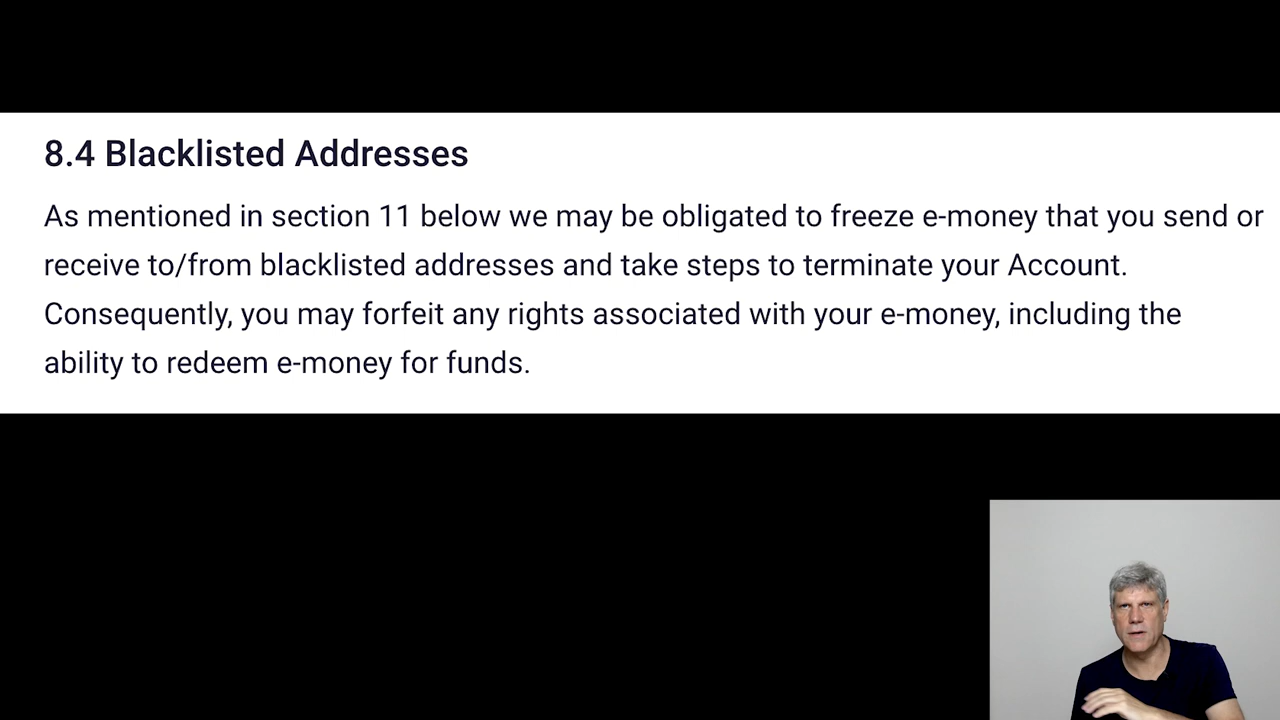 8.4 Blacklisted Addresses
As mentioned in section 11 below we may be obligated to freeze e-money that you send or
receive to/from blacklisted addresses and take steps to terminate your Account.
Consequently, you may forfeit any rights associated with your e-money, including the
ability to redeem e-money for funds.